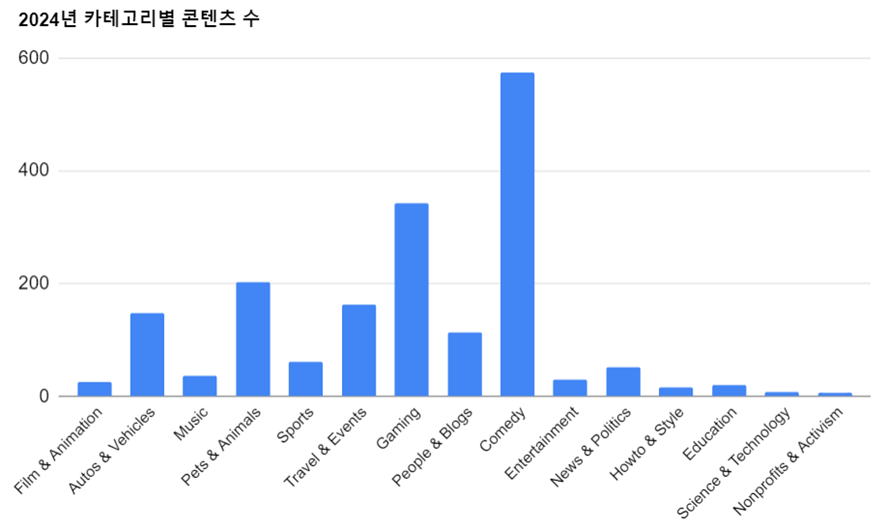 2024년 카테고리별 콘텐츠 수
600
400
200
0
Film & Animation
Autos & Vehicles
Music
Pets & Animals
Sports
Travel & Events
Gaming
People & Blogs
Comedy
Entertainment
News & Politics
Howto & Style
Education
Science & Technology
Nonprofits & Activism